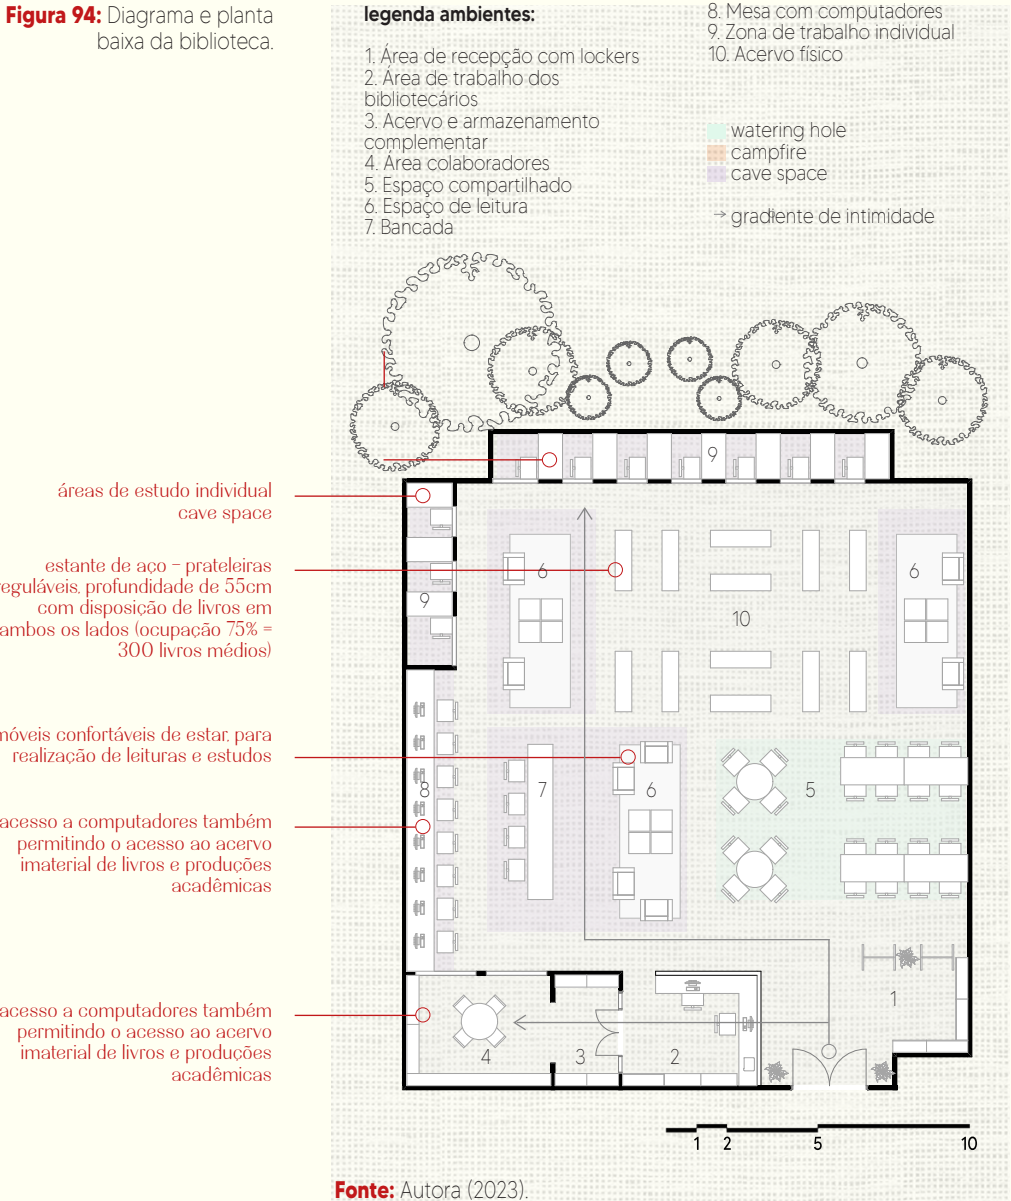 Figura 94: Diagrama e planta
baixa da biblioteca.
legenda ambientes:
1. Área de recepção com lockers
2. Área de trabalho dos
bibliotecários
3. Acervo e armazenamento
complementar
4. Área colaboradores
5. Espaço compartilhado
6. Espaço de leitura
7. Bancada
8. Mesa com computadores
9. Zona de trabalho individual
10. Acervo físico
watering hole
campfire
cave space
→ gradiente de intimidade
áreas de estudo individual
cave space
estante de aço – prateleiras
reguláveis, profundidade de 55cm
com disposição de livros em
ambos os lados (ocupação 75% =
300 livros médios)
móveis confortáveis de estar, para
realização de leituras e estudos
acesso a computadores também
permitindo o acesso ao acervo
imaterial de livros e produções
acadêmicas
acesso a computadores também
permitindo o acesso ao acervo
imaterial de livros e produções
acadêmicas
9
6
6
9
10
8
7
6
5
1
4
3
2
1 2 5 10
Fonte: Autora (2023).